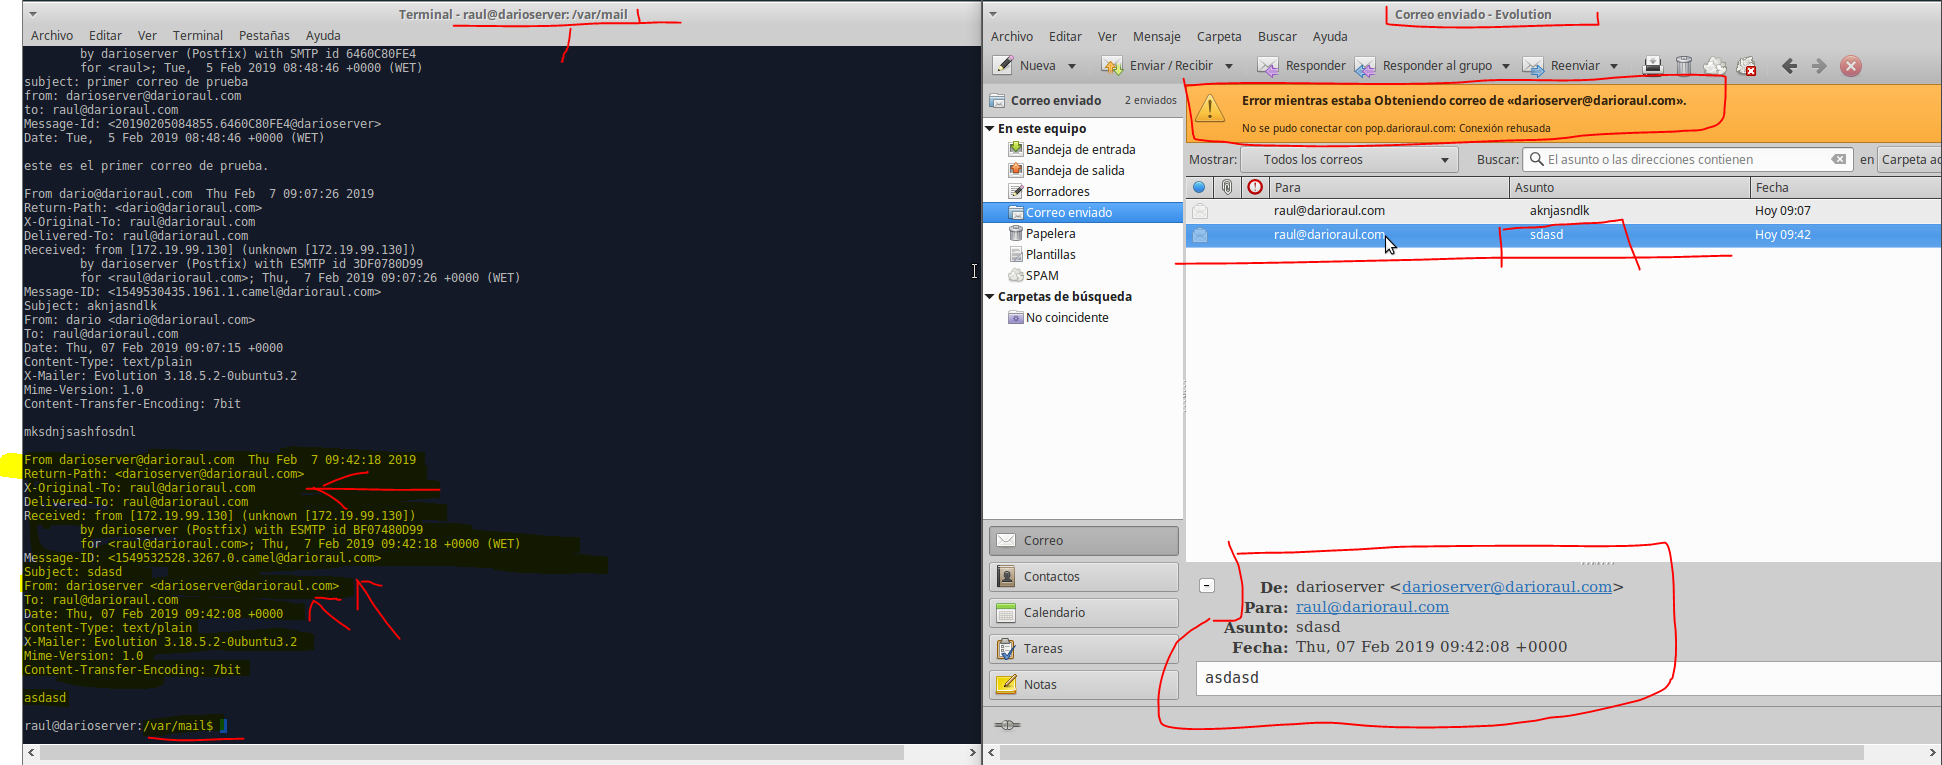 Terminal - raul@darioserver: /var/mail
Archivo Editar Ver Terminal Pestañas Ayuda
by darioserver (Postfix) with SMTP id 6460C80FE4
for <raul>; Tue,  5 Feb 2019 08:48:46 +0000 (WET)
subject: primer correo de prueba
from: darioserver@darioraul.com
to: raul@darioraul.com
Message-Id: <20190205084855.6460C80FE4@darioserver>
Date: Tue,  5 Feb 2019 08:48:46 +0000 (WET)
este es el primer correo de prueba.
From dario@darioraul.com  Thu Feb  7 09:07:26 2019
Return-Path: <dario@darioraul.com>
X-Original-To: raul@darioraul.com
Delivered-To: raul@darioraul.com
Received: from [172.19.99.130] (unknown [172.19.99.130])
by darioserver (Postfix) with ESMTP id 3DF0780D99
for <raul@darioraul.com>; Thu,  7 Feb 2019 09:07:26 +0000 (WET)
Message-ID: <1549530435.1961.1.camel@darioraul.com>
Subject: aknjasndlk
From: dario <dario@darioraul.com>
To: raul@darioraul.com
Date: Thu, 07 Feb 2019 09:07:15 +0000
Content-Type: text/plain
X-Mailer: Evolution 3.18.5.2-0ubuntu3.2
Mime-Version: 1.0
Content-Transfer-Encoding: 7bit
mksdnjsashfosdnl
From darioserver@darioraul.com  Thu Feb  7 09:42:18 2019
Return-Path: <darioserver@darioraul.com>
X-Original-To: raul@darioraul.com
Delivered-To: raul@darioraul.com
Received: from [172.19.99.130] (unknown [172.19.99.130])
by darioserver (Postfix) with ESMTP id BF07480D99
for <raul@darioraul.com>; Thu,  7 Feb 2019 09:42:18 +0000 (WET)
Message-ID: <1549532528.3267.0.camel@darioraul.com>
Subject: sdasd
From: darioserver <darioserver@darioraul.com>
To: raul@darioraul.com
Date: Thu, 07 Feb 2019 09:42:08 +0000
Content-Type: text/plain
X-Mailer: Evolution 3.18.5.2-0ubuntu3.2
Mime-Version: 1.0
Content-Transfer-Encoding: 7bit
asdasd
raul@darioserver:/var/mail$
Correo enviado - Evolution
Archivo Editar Ver Mensaje Carpeta Buscar Ayuda
Nueva Enviar / Recibir Responder Responder al grupo Reenviar
Correo enviado 2 enviados
En este equipo
Bandeja de entrada
Bandeja de salida
Borradores
Correo enviado
Papelera
Plantillas
SPAM
Carpetas de búsqueda
No coincidente
Correo
Contactos
Calendario
Tareas
Notas
Error mientras estaba Obteniendo correo de «darioserver@darioraul.com».
No se pudo conectar con pop.darioraul.com: Conexión rehusada
Mostrar: Todos los correos Buscar: El asunto o las direcciones contienen en Carpeta ac
Para Asunto Fecha
raul@darioraul.com aknjasndlk Hoy 09:07
raul@darioraul.com sdasd Hoy 09:42
De: darioserver <darioserver@darioraul.com>
Para: raul@darioraul.com
Asunto: sdasd
Fecha: Thu, 07 Feb 2019 09:42:08 +0000
asdasd